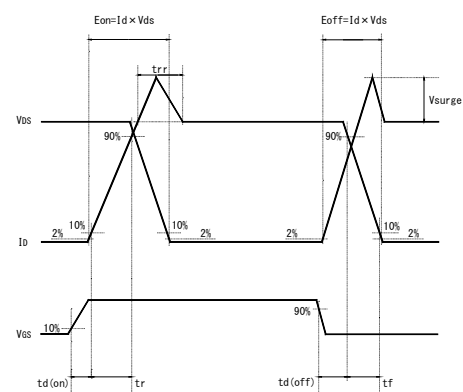 Eon=Id×Vds
Eoff=Id×Vds
trr
Vsurge
VDS
90%
90%
10%
10%
10%
2%
2%
2%
2%
ID
VGS
10%
90%
td(on)
tr
td(off)
tf